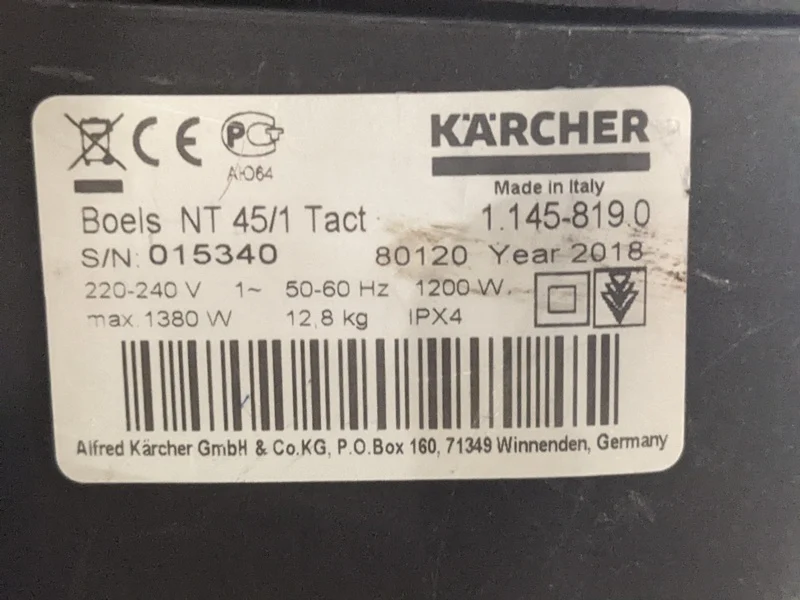 CE PCT
KÄRCHER
АЮ64
Made in Italy
Boels NT 45/1 Tact 1.145-819.0
S/N: 015340 80120 Year 2018
220-240 V 1~ 50-60 Hz 1200 W
max. 1380 W 12,8 kg IPX4
Alfred Kärcher GmbH & Co.KG, P.O.Box 160, 71349 Winnenden, Germany